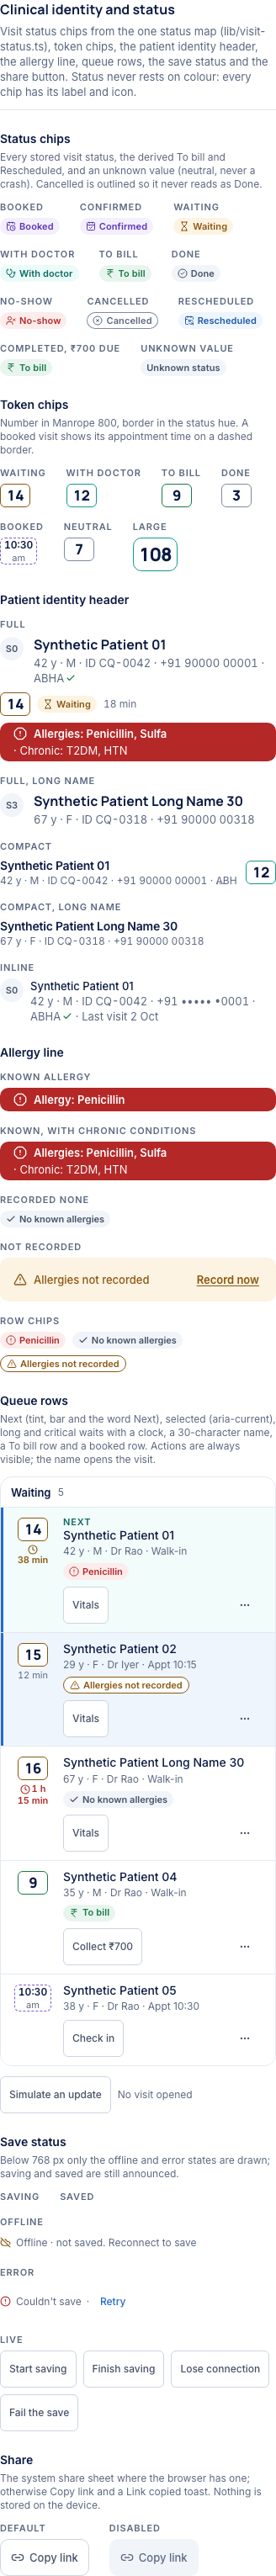 Clinical identity and status
Visit status chips from the one status map (lib/visit-
status.ts), token chips, the patient identity header,
the allergy line, queue rows, the save status and the
share button. Status never rests on colour: every
chip has its label and icon.
Status chips
Every stored visit status, the derived To bill and
Rescheduled, and an unknown value (neutral, never a
crash). Cancelled is outlined so it never reads as Done.
BOOKED CONFIRMED WAITING
Booked Confirmed Waiting
WITH DOCTOR TO BILL DONE
With doctor To bill Done
NO-SHOW CANCELLED RESCHEDULED
No-show Cancelled Rescheduled
COMPLETED, ₹700 DUE UNKNOWN VALUE
To bill Unknown status
Token chips
Number in Manrope 800, border in the status hue. A
booked visit shows its appointment time on a dashed
border.
WAITING WITH DOCTOR TO BILL DONE
14 12 9 3
BOOKED NEUTRAL LARGE
10:30 am 7 108
Patient identity header
FULL
S0 Synthetic Patient 01
42 y · M · ID CQ-0042 · +91 90000 00001 ·
ABHA
14 Waiting 18 min
Allergies: Penicillin, Sulfa
· Chronic: T2DM, HTN
FULL, LONG NAME
S3 Synthetic Patient Long Name 30
67 y · F · ID CQ-0318 · +91 90000 00318
COMPACT
Synthetic Patient 01 12
42 y · M · ID CQ-0042 · +91 90000 00001 · ABH
COMPACT, LONG NAME
Synthetic Patient Long Name 30
67 y · F · ID CQ-0318 · +91 90000 00318
INLINE
S0 Synthetic Patient 01
42 y · M · ID CQ-0042 · +91 ••••• •0001 ·
ABHA · Last visit 2 Oct
Allergy line
KNOWN ALLERGY
Allergy: Penicillin
KNOWN, WITH CHRONIC CONDITIONS
Allergies: Penicillin, Sulfa
· Chronic: T2DM, HTN
RECORDED NONE
No known allergies
NOT RECORDED
Allergies not recorded Record now
ROW CHIPS
Penicillin No known allergies
Allergies not recorded
Queue rows
Next (tint, bar and the word Next), selected (aria-current),
long and critical waits with a clock, a 30-character name,
a To bill row and a booked row. Actions are always
visible; the name opens the visit.
Waiting 5
14 NEXT
Synthetic Patient 01
38 min 42 y · M · Dr Rao · Walk-in
Penicillin
Vitals ...
15 Synthetic Patient 02
12 min 29 y · F · Dr Iyer · Appt 10:15
Allergies not recorded
Vitals ...
16 Synthetic Patient Long Name 30
1 h 67 y · F · Dr Rao · Walk-in
15 min No known allergies
Vitals ...
9 Synthetic Patient 04
35 y · M · Dr Rao · Walk-in
To bill
Collect ₹700 ...
10:30 Synthetic Patient 05
am 38 y · F · Dr Rao · Appt 10:30
Check in ...
Simulate an update No visit opened
Save status
Below 768 px only the offline and error states are drawn;
saving and saved are still announced.
SAVING SAVED
OFFLINE
Offline · not saved. Reconnect to save
ERROR
Couldn't save · Retry
LIVE
Start saving Finish saving Lose connection
Fail the save
Share
The system share sheet where the browser has one;
otherwise Copy link and a Link copied toast. Nothing is
stored on the device.
DEFAULT DISABLED
Copy link Copy link